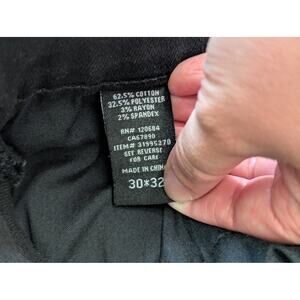 62.5% COTTON
32.5% POLYESTER
3% RAYON
2% SPANDEX
RN# 120684
CA57890
ITEM# 31995270
SEE REVERSE
FOR CARE
MADE IN CHINA
30*32